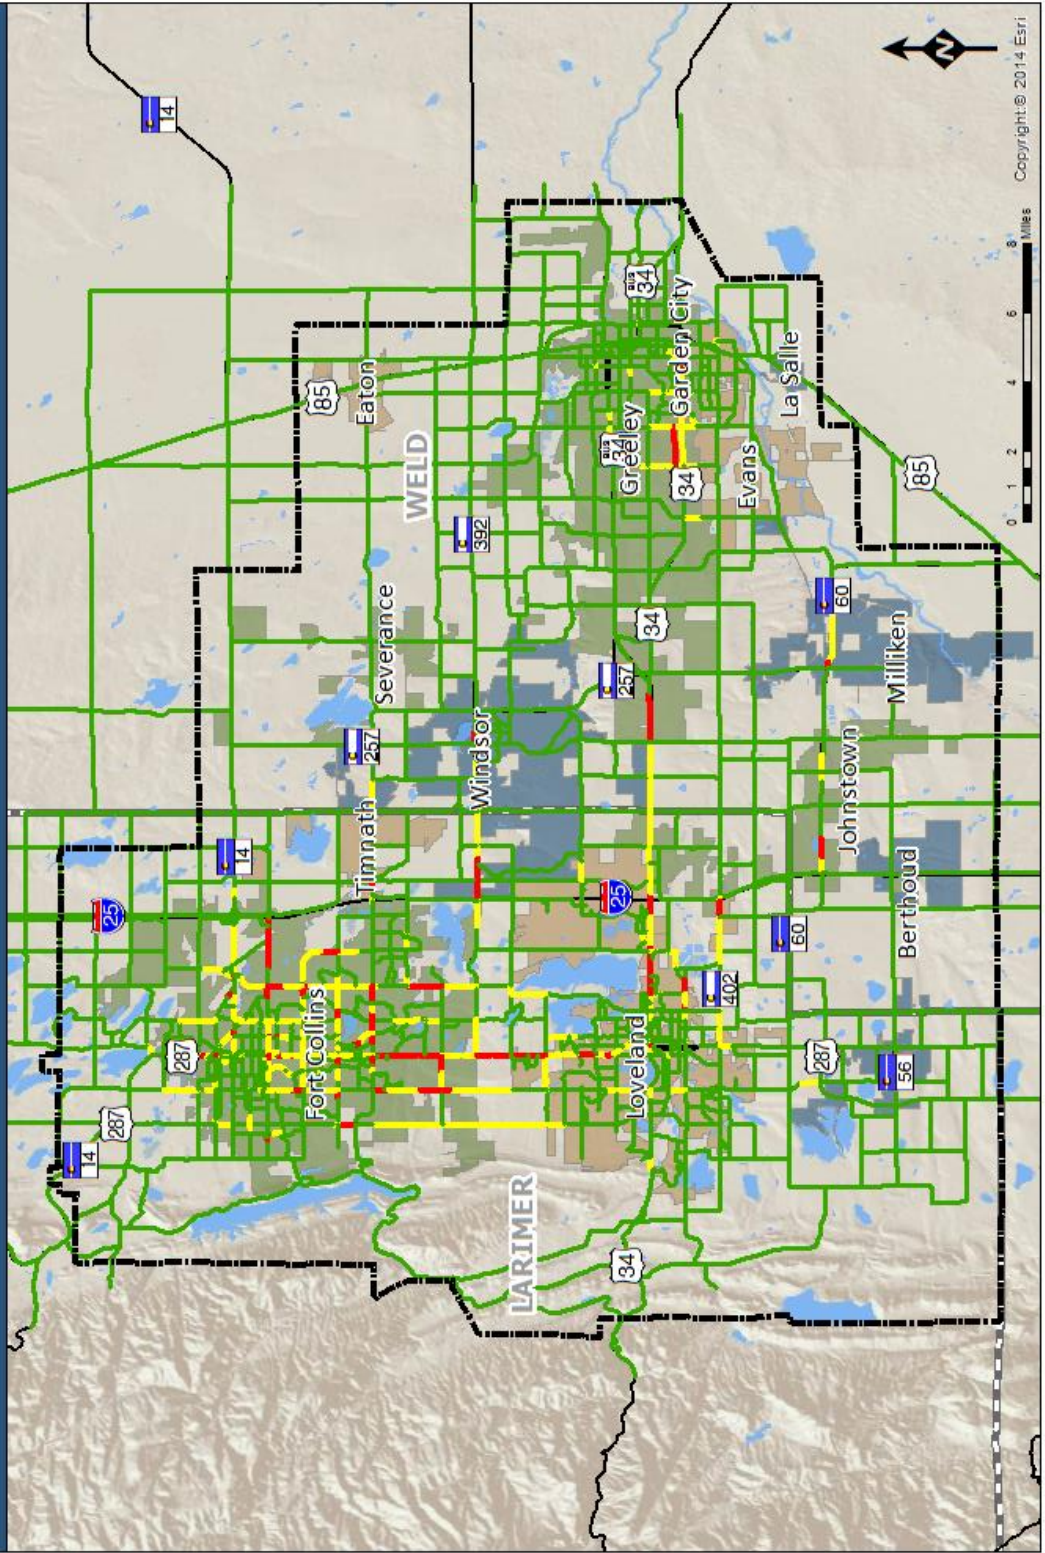 14
287
14
287
25
14
85
Eaton
Fort Collins
Timnath
257
Severance
WELD
392
LARIMER
Windsor
34
Loveland
25
257
BUS
34
Greeley
BUS
34
34
34
Garden City
Evans
La Salle
402
60
Johnstown
60
Milliken
287
56
Berthoud
85
0 1 2 4 6 8
Miles
N
Copyright:© 2014 Esri